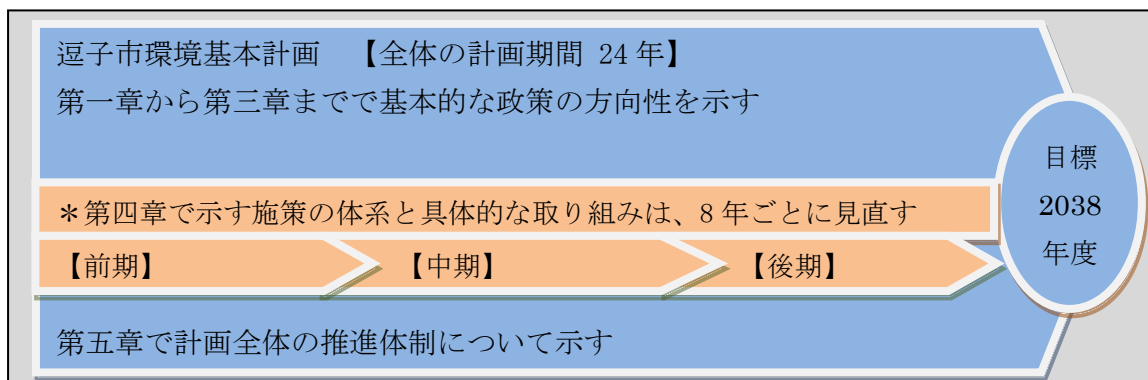 逗子市環境基本計画 【全体の計画期間 24 年】
第一章から第三章までで基本的な政策の方向性を示す
目標
2038
年度
＊第四章で示す施策の体系と具体的な取り組みは、8 年ごとに見直す
【前期】 【中期】 【後期】
第五章で計画全体の推進体制について示す